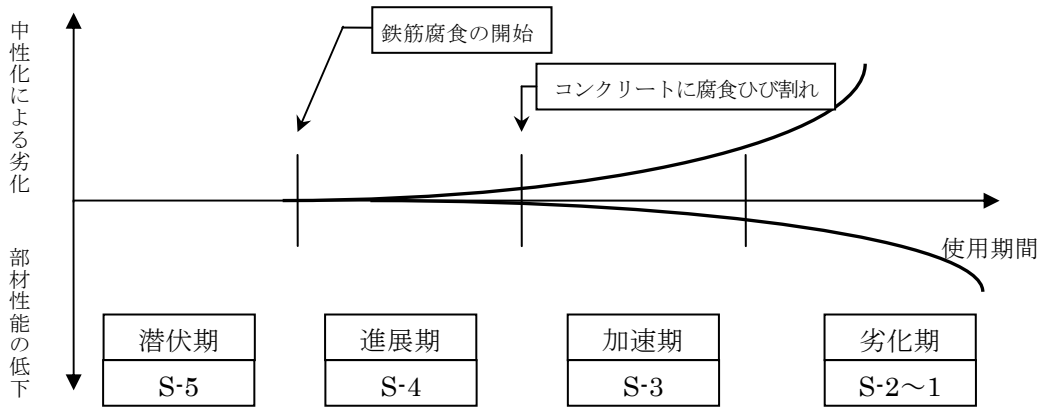 中性化による劣化
鉄筋腐食の開始
コンクリートに腐食ひび割れ
使用期間
部材性能の低下
潜伏期
進展期
加速期
劣化期
S-5
S-4
S-3
S-2～1